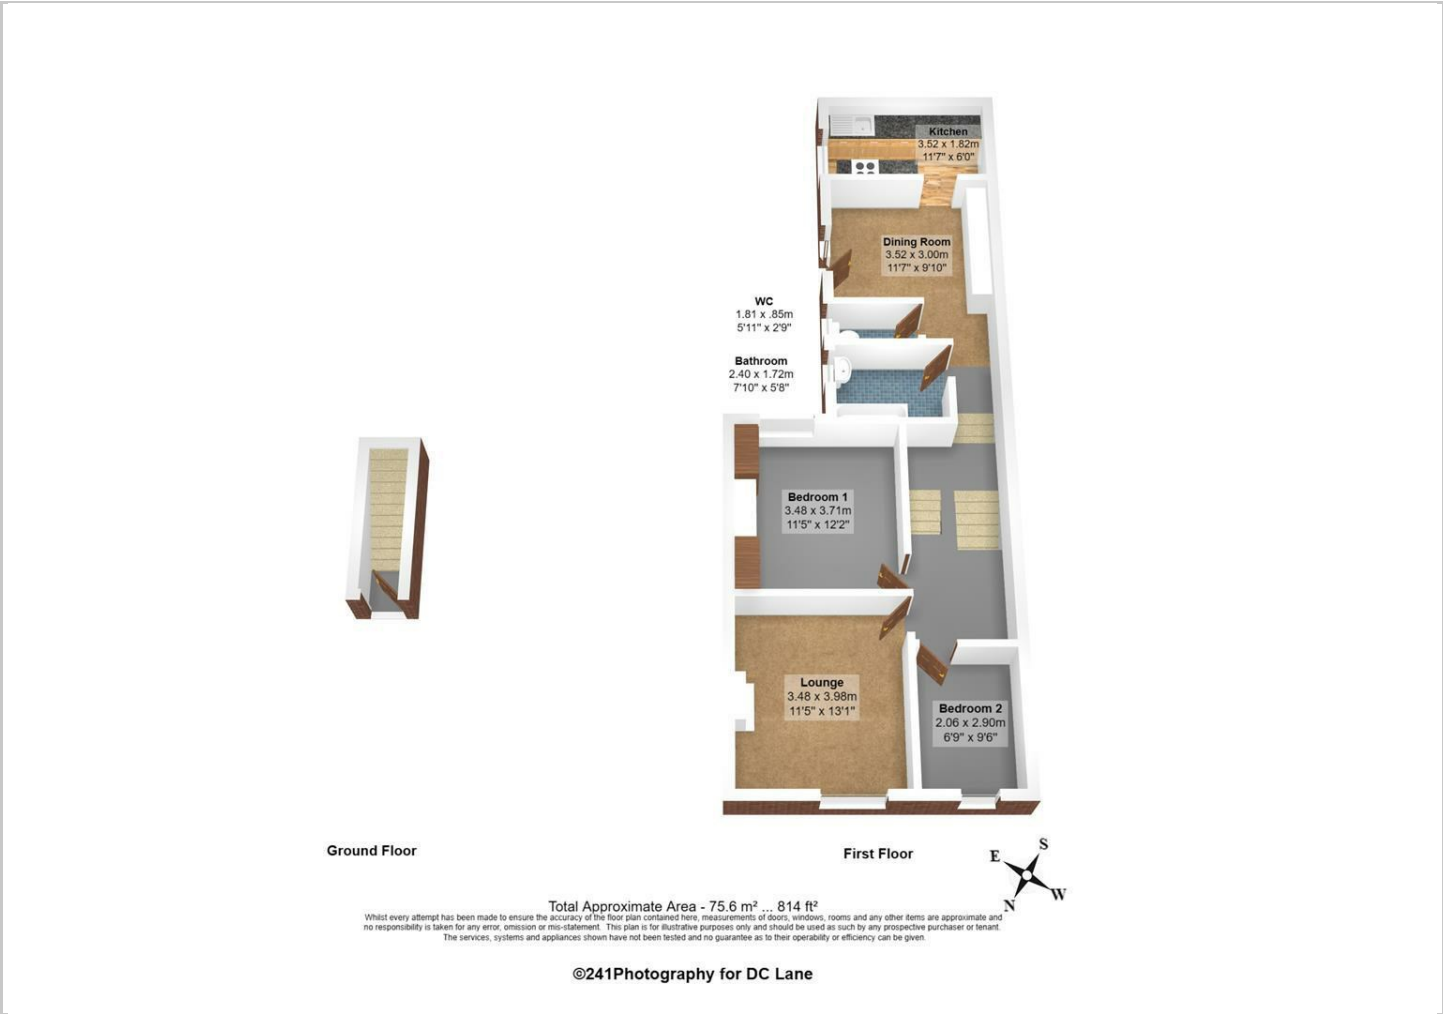 Kitchen
3.52 x 1.82m
11'7" x 6'0"
Dining Room
3.52 x 3.00m
11'7" x 9'10"
WC
1.81 x .85m
5'11" x 2'9"
Bathroom
2.40 x 1.72m
7'10" x 5'8"
Bedroom 1
3.48 x 3.71m
11'5" x 12'2"
Lounge
3.48 x 3.98m
11'5" x 13'1"
Bedroom 2
2.06 x 2.90m
6'9" x 9'6"
Ground Floor
First Floor
S
E
W
N
Total Approximate Area - 75.6 m² ... 814 ft²
Whilst every attempt has been made to ensure the accuracy of the floor plan contained here, measurements of doors, windows, rooms and any other items are approximate and
no responsibility is taken for any error, omission or mis-statement. This plan is for illustrative purposes only and should be used as such by any prospective purchaser or tenant.
The services, systems and appliances shown have not been tested and no guarantee as to their operability or efficiency can be given.
©241Photography for DC Lane